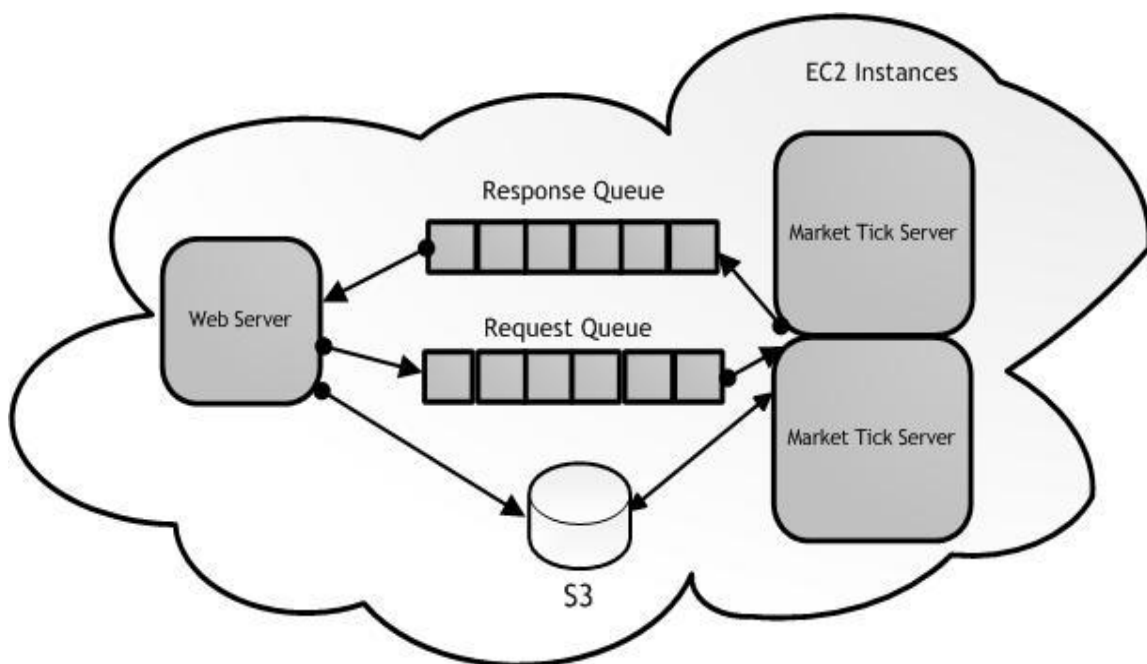 EC2 Instances
Response Queue
Market Tick Server
Web Server
Request Queue
Market Tick Server
S3